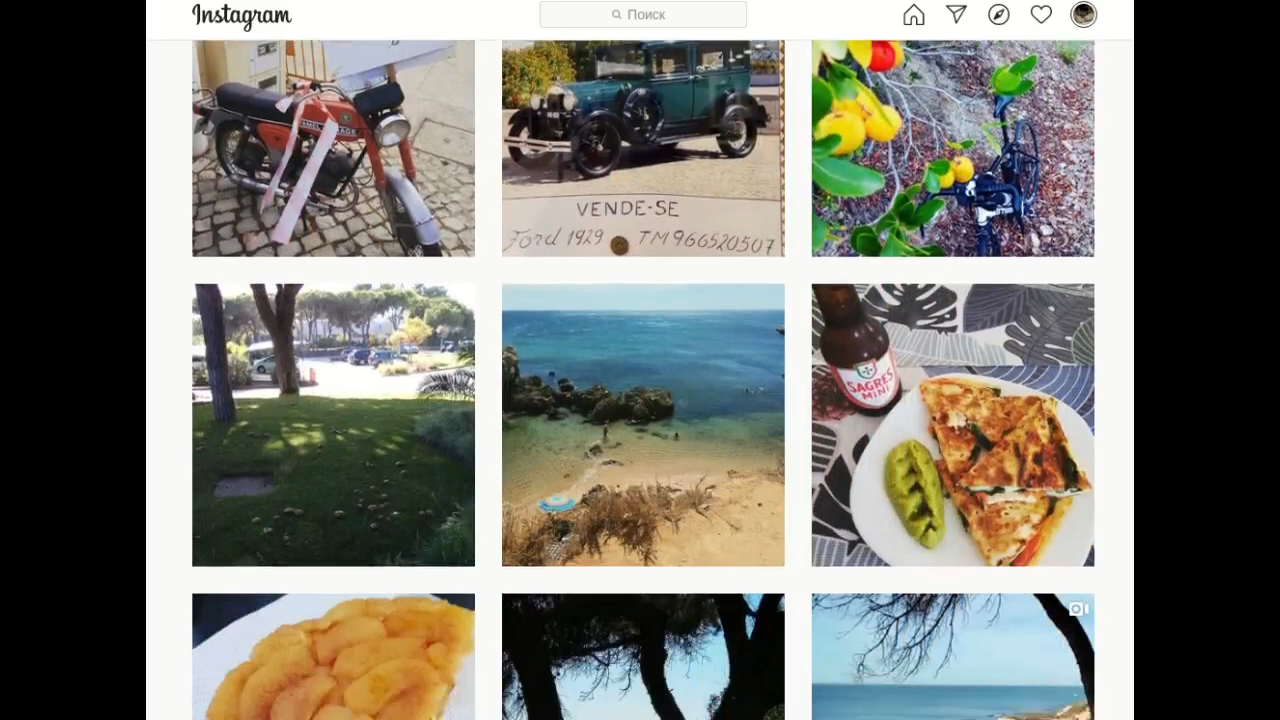 Instagram
Поиск
VENDE-SE
Ford 1929 TM 966520507
SAGRES
MINI